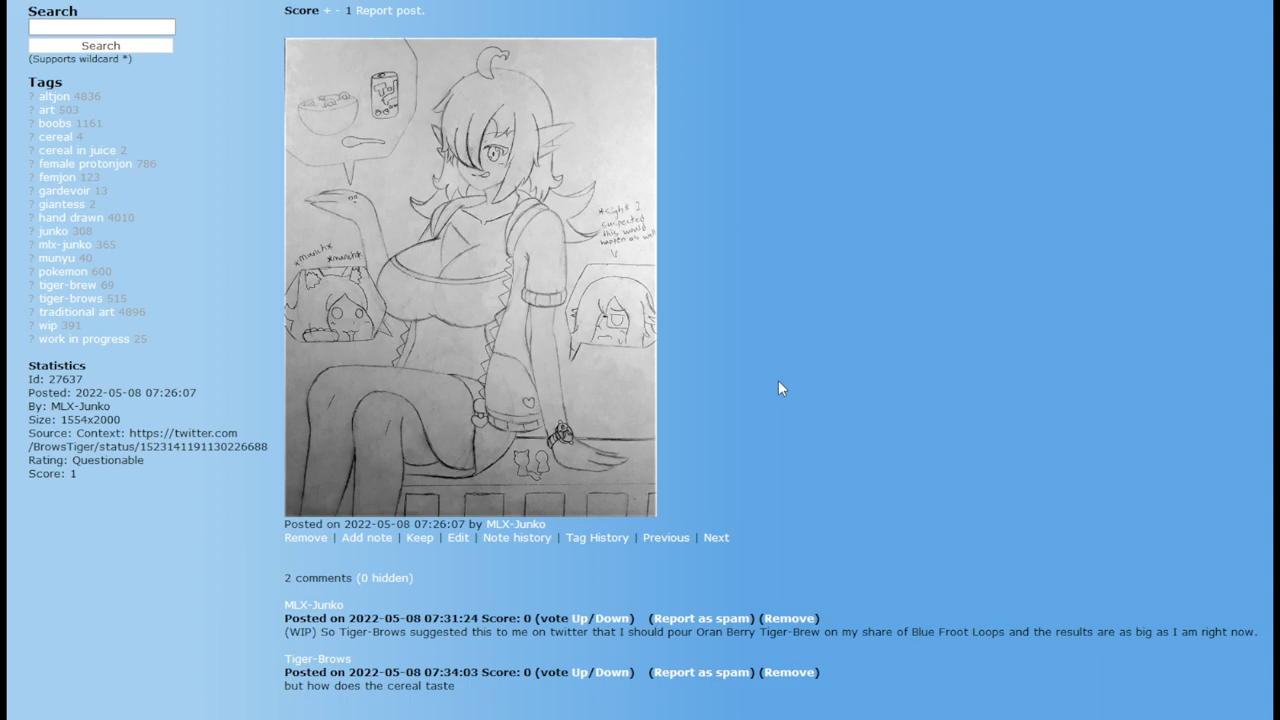 Search
Search
(Supports wildcard *)
Tags
? altjon 4836
? art 503
? boobs 1161
? cereal 4
? cereal in juice 2
? female protonjon 786
? femjon 123
? gardevoir 13
? giantess 2
? hand drawn 4010
? junko 308
? mlx-junko 365
? munyu 40
? pokemon 600
? tiger-brew 69
? tiger-brows 515
? traditional art 4896
? wip 391
? work in progress 25
Statistics
Id: 27637
Posted: 2022-05-08 07:26:07
By: MLX-Junko
Size: 1554x2000
Source: Context: https://twitter.com
/BrowsTiger/status/1523141191130226688
Rating: Questionable
Score: 1
Score + - 1 Report post.
*munch*
*munch*
*sigh* I
suspected
this would
happen as well
Posted on 2022-05-08 07:26:07 by MLX-Junko
Remove | Add note | Keep | Edit | Note history | Tag History | Previous | Next
2 comments (0 hidden)
MLX-Junko
Posted on 2022-05-08 07:31:24 Score: 0 (vote Up/Down) (Report as spam) (Remove)
(WIP) So Tiger-Brows suggested this to me on twitter that I should pour Oran Berry Tiger-Brew on my share of Blue Froot Loops and the results are as big as I am right now.
Tiger-Brows
Posted on 2022-05-08 07:34:03 Score: 0 (vote Up/Down) (Report as spam) (Remove)
but how does the cereal taste